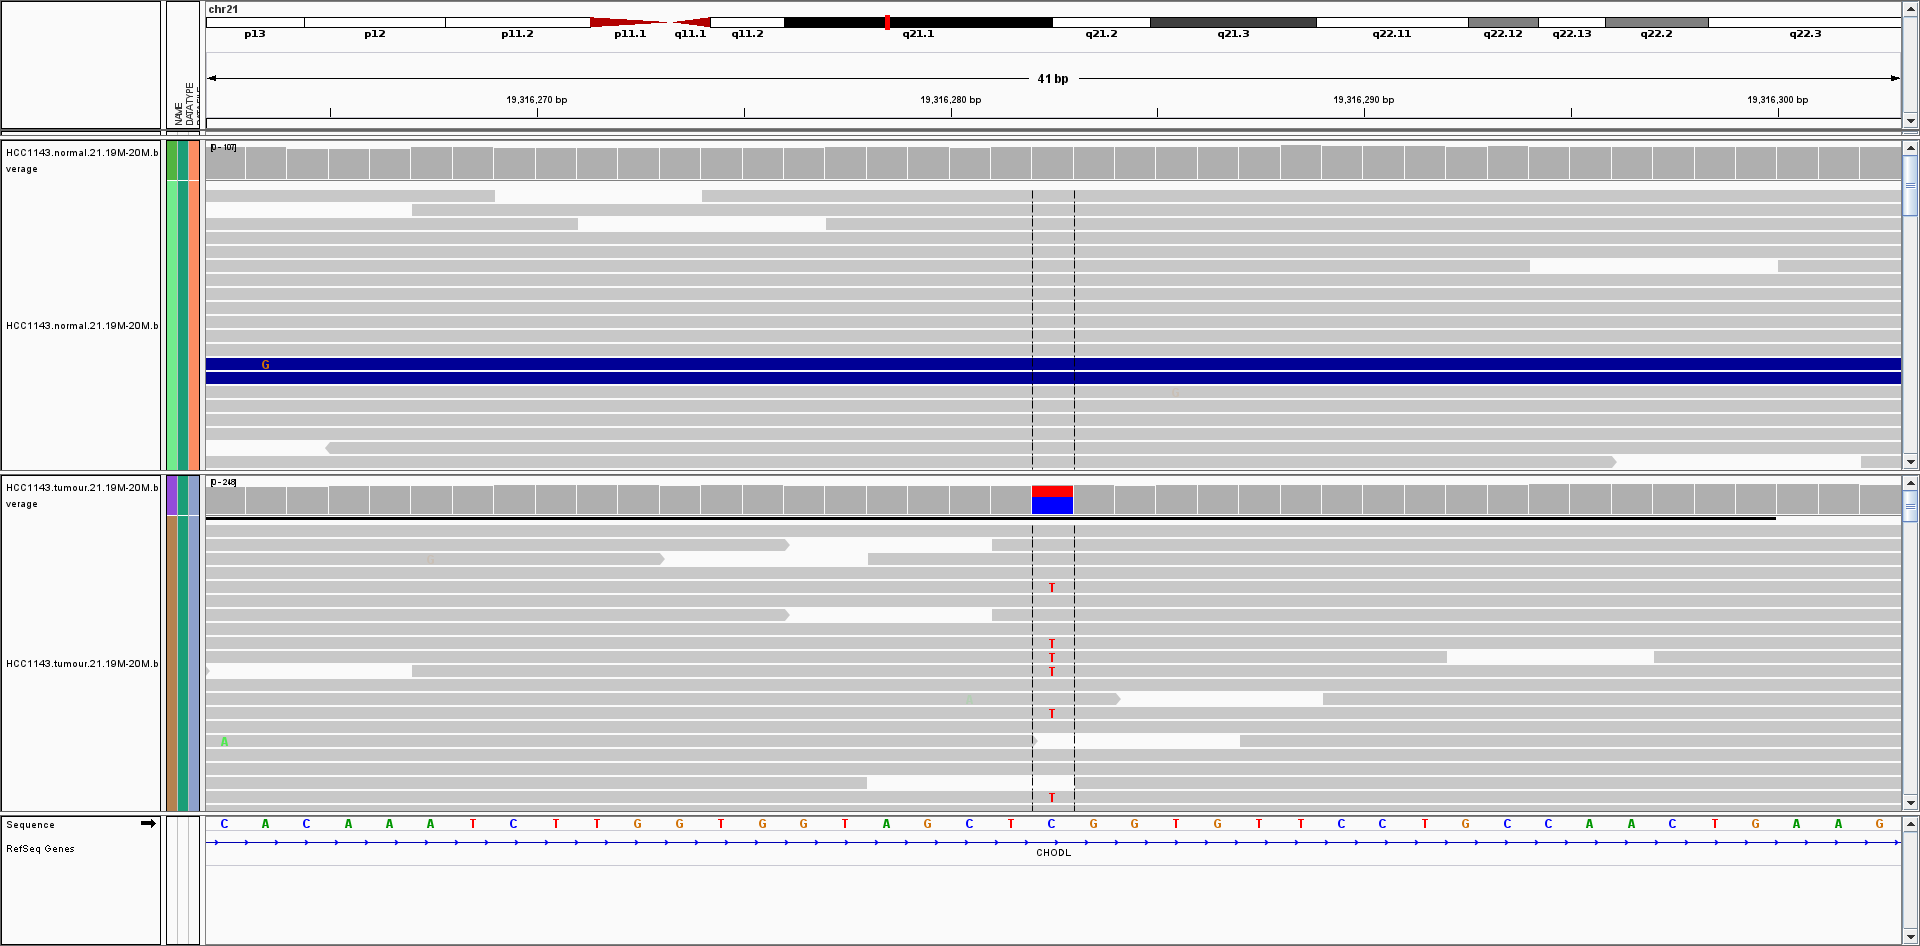 chr21
p13 p12 p11.2 p11.1 q11.1 q11.2 q21.1 q21.2 q21.3 q22.11 q22.12 q22.13 q22.2 q22.3
41 bp
19,316,270 bp 19,316,280 bp 19,316,290 bp 19,316,300 bp
NAME
DATATYPE
HCC1143.normal.21.19M-20M.b
verage
[0 - 107]
HCC1143.normal.21.19M-20M.b
G
G
HCC1143.tumour.21.19M-20M.b
verage
[0 - 248]
T
T
T
HCC1143.tumour.21.19M-20M.b
T
A
T
A
T
Sequence
C A C A A A T C T T G G T G G T A G C T C G G T G T T C C T G C C A A C T G A A G
RefSeq Genes
CHODL